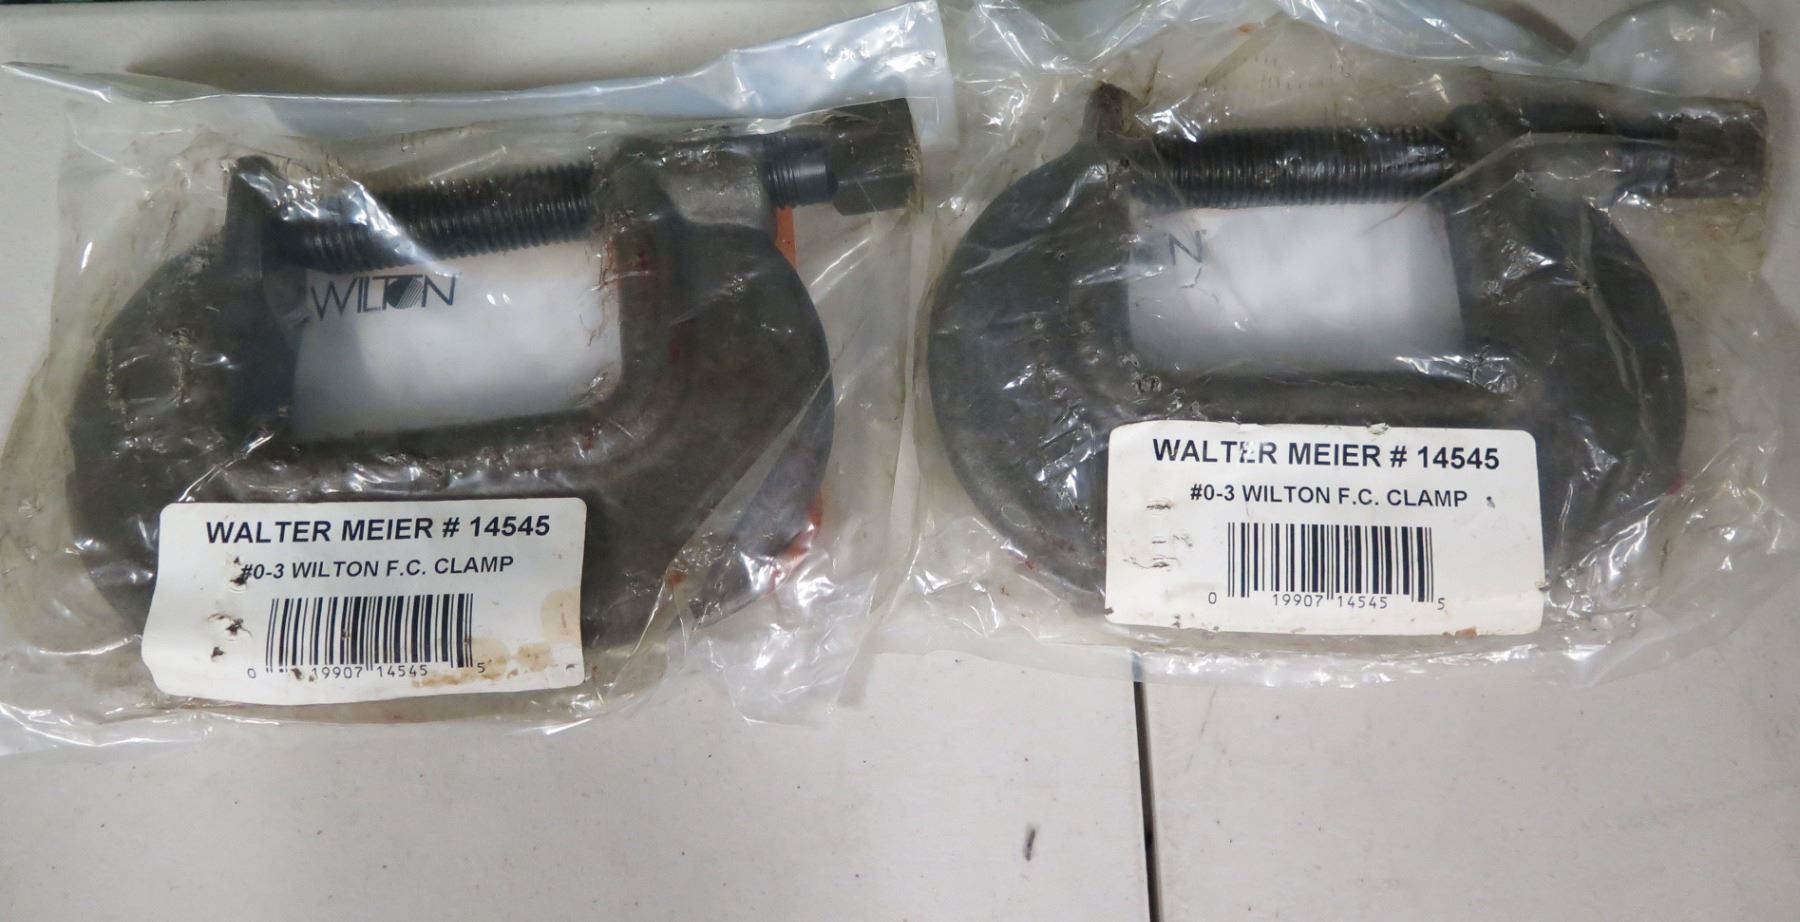 WILTON
WALTER MEIER # 14545
#0-3 WILTON F.C. CLAMP
0 19907 14545 5
N
WALTER MEIER # 14545
#0-3 WILTON F.C. CLAMP
0 19907 14545 5